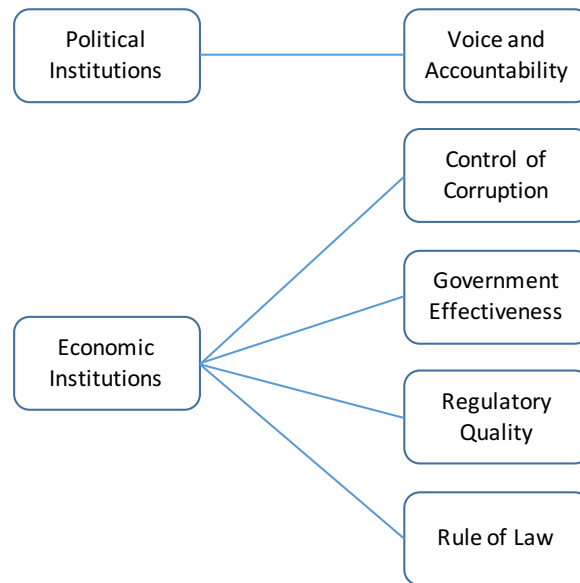 Political
Institutions
Voice and
Accountability
Control of
Corruption
Government
Effectiveness
Economic
Institutions
Regulatory
Quality
Rule of Law